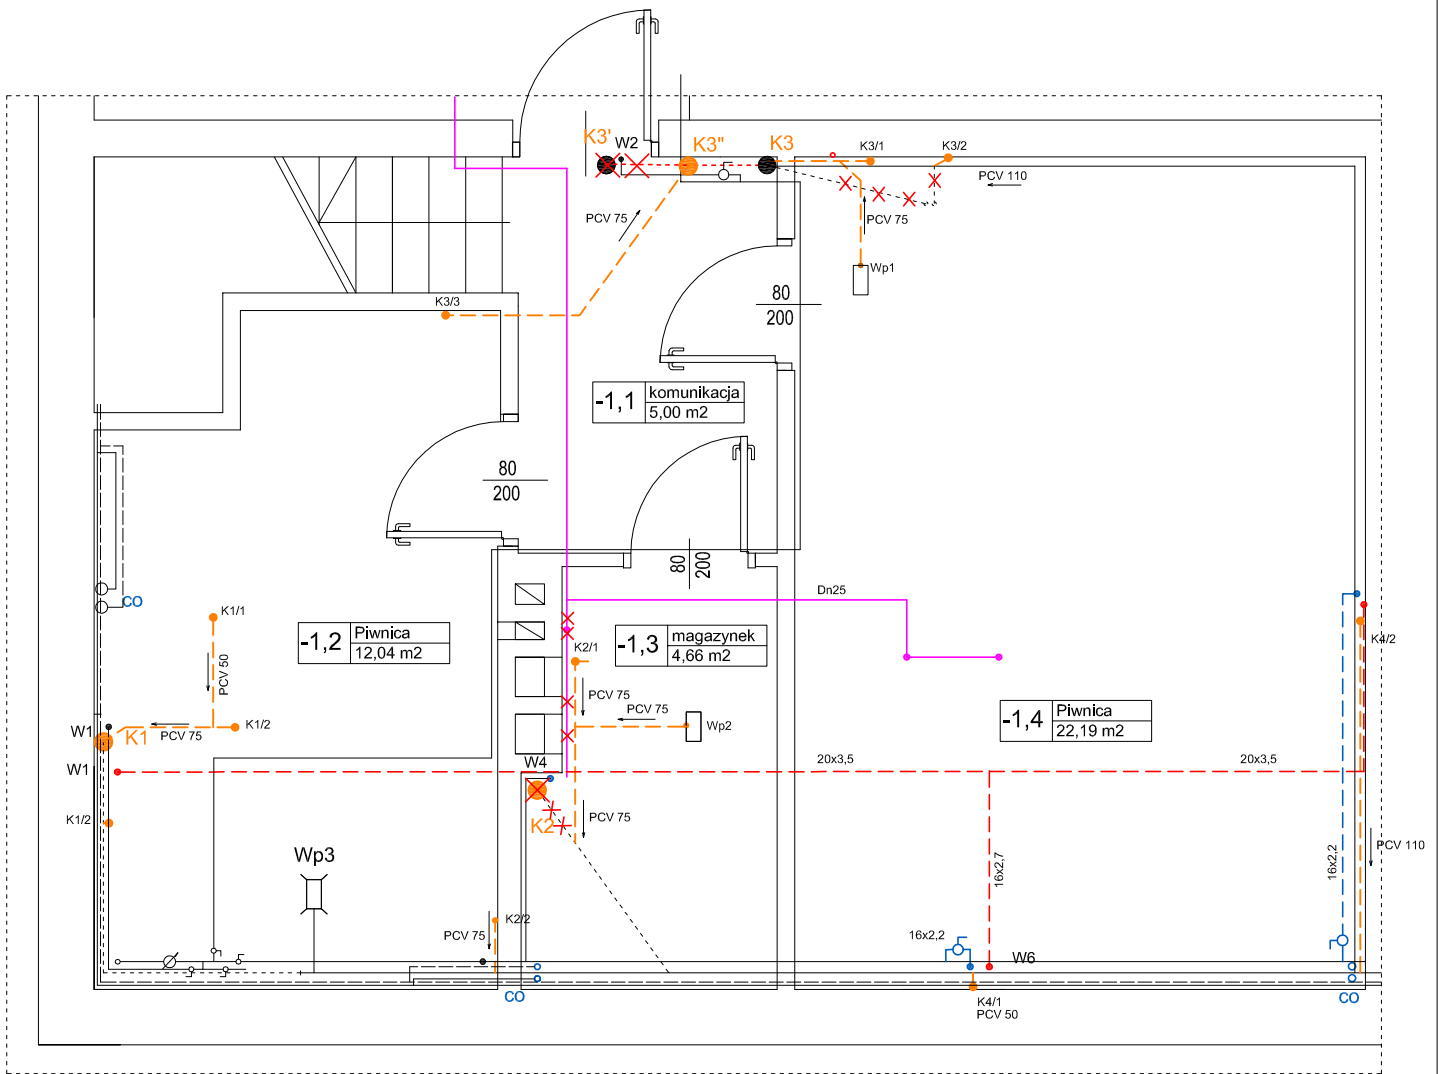 K3'
W2
K3"
K3
K3/1
K3/2
PCV 110
PCV 75
PCV 75
Wp1
K3/3
80
200
-1,1
komunikacja
5,00 m2
80
200
80
200
Dn25
CO
K1/1
-1,2
Piwnica
12,04 m2
-1,3
magazynek
4,66 m2
K4/2
K2/1
PCV 50
PCV 75
PCV 75
K1/2
Wp2
-1,4
Piwnica
22,19 m2
W1
K1
PCV 75
W1
W4
20x3,5
20x3,5
K1/2
K2
PCV 75
PCV 110
Wp3
16x2,7
16x2,2
K2/2
PCV 75
16x2,2
W6
CO
K4/1
PCV 50
CO